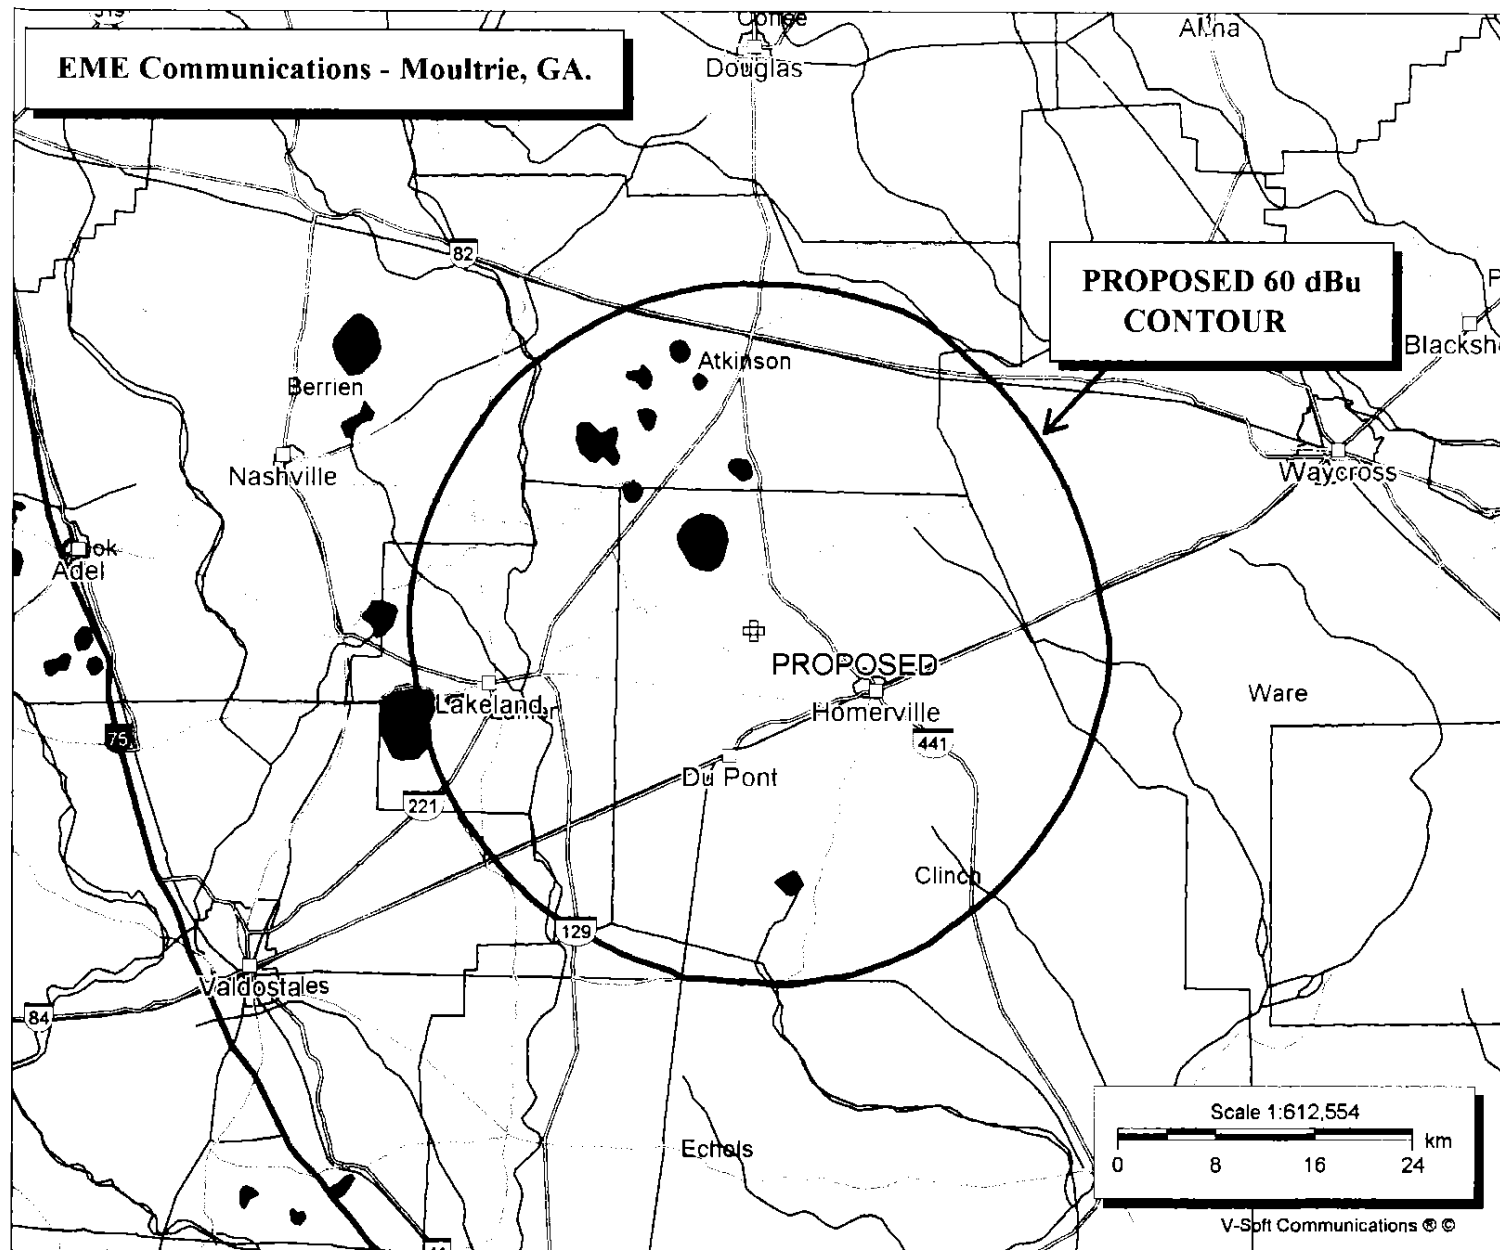 319
Coffee
Alma
EME Communications - Moultrie, GA.
Douglas
82
PROPOSED 60 dBu
CONTOUR
P
Blacksh
Atkinson
Berrien
Nashville
Waycross
Adel
PROPOSED
Ware
Lakeland
Homerville
75
441
Du Pont
221
Clinch
129
Valdostales
84
Scale 1:612,554
km
0 8 16 24
Echols
V-Soft Communications ® ©